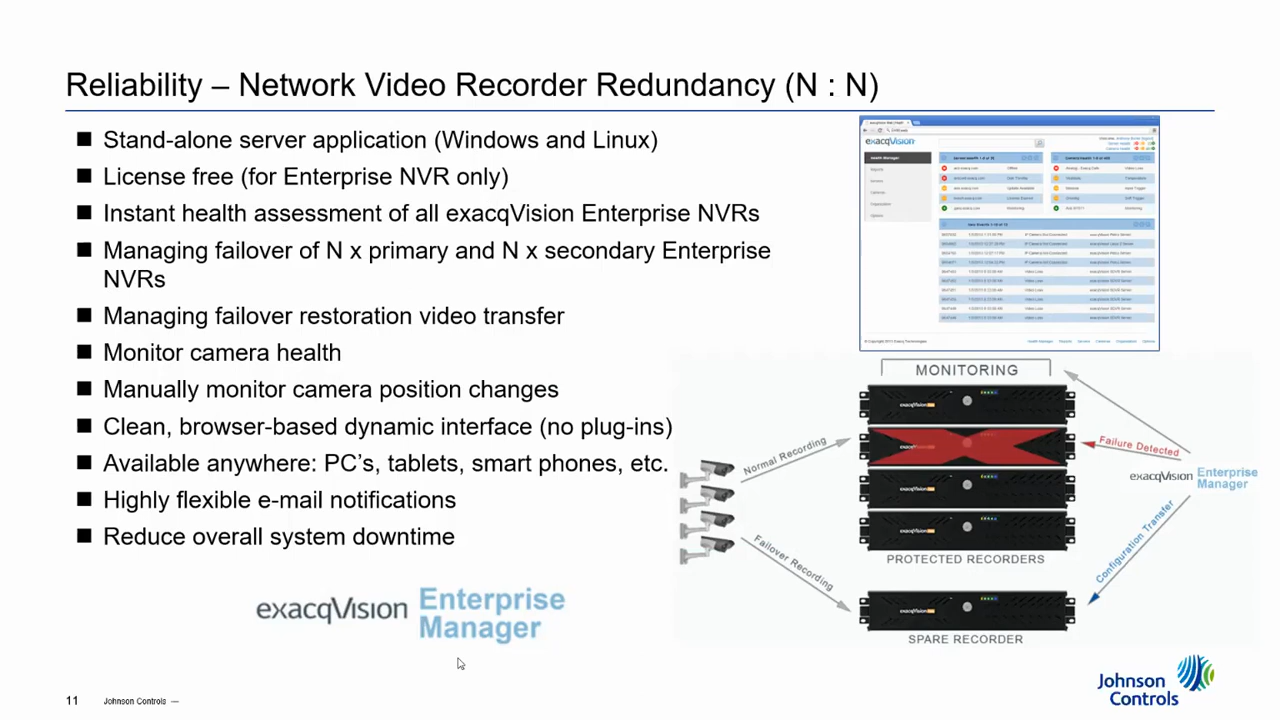 Reliability – Network Video Recorder Redundancy (N : N)
Stand-alone server application (Windows and Linux)
License free (for Enterprise NVR only)
Instant health assessment of all exacqVision Enterprise NVRs
Managing failover of N x primary and N x secondary Enterprise
NVRs
Managing failover restoration video transfer
Monitor camera health
Manually monitor camera position changes
Clean, browser-based dynamic interface (no plug-ins)
Available anywhere: PC’s, tablets, smart phones, etc.
Highly flexible e-mail notifications
Reduce overall system downtime
exacqVision Enterprise
Manager
exacqVision
MONITORING
Normal Recording
Failure Detected
exacqVision Enterprise
Manager
Failover Recording
Configuration Transfer
PROTECTED RECORDERS
SPARE RECORDER
11 Johnson Controls —
Johnson
Controls